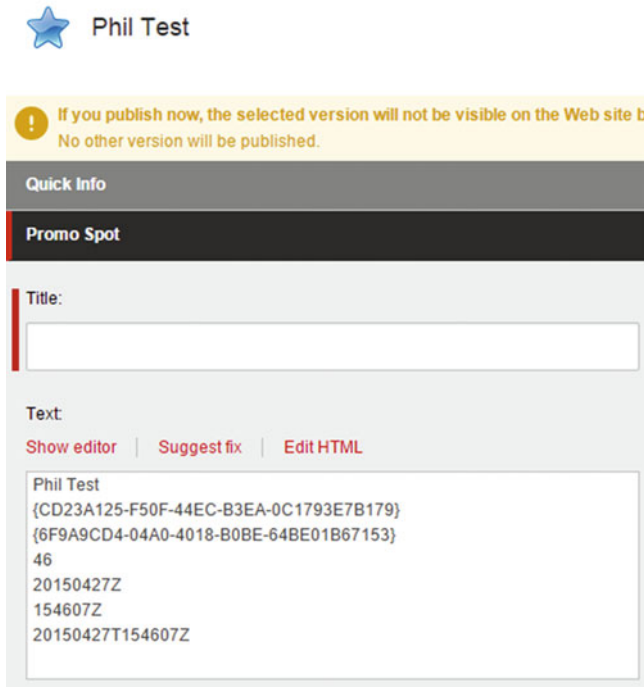 Phil Test
If you publish now, the selected version will not be visible on the Web site b
No other version will be published.
Quick Info
Promo Spot
Title:
Text:
Show editor | Suggest fix | Edit HTML
Phil Test
{CD23A125-F50F-44EC-B3EA-0C1793E7B179}
{6F9A9CD4-04A0-4018-B0BE-64BE01B67153}
46
20150427Z
154607Z
20150427T154607Z